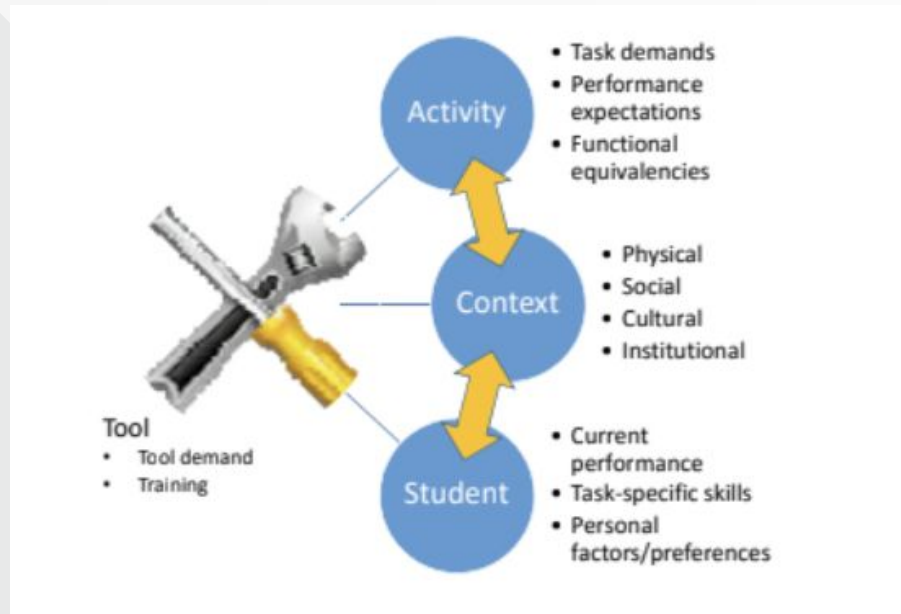 Activity
• Task demands
• Performance
expectations
• Functional
equivalencies
Context
• Physical
• Social
• Cultural
• Institutional
Tool
• Tool demand
• Training
Student
• Current
performance
• Task-specific skills
• Personal
factors/preferences